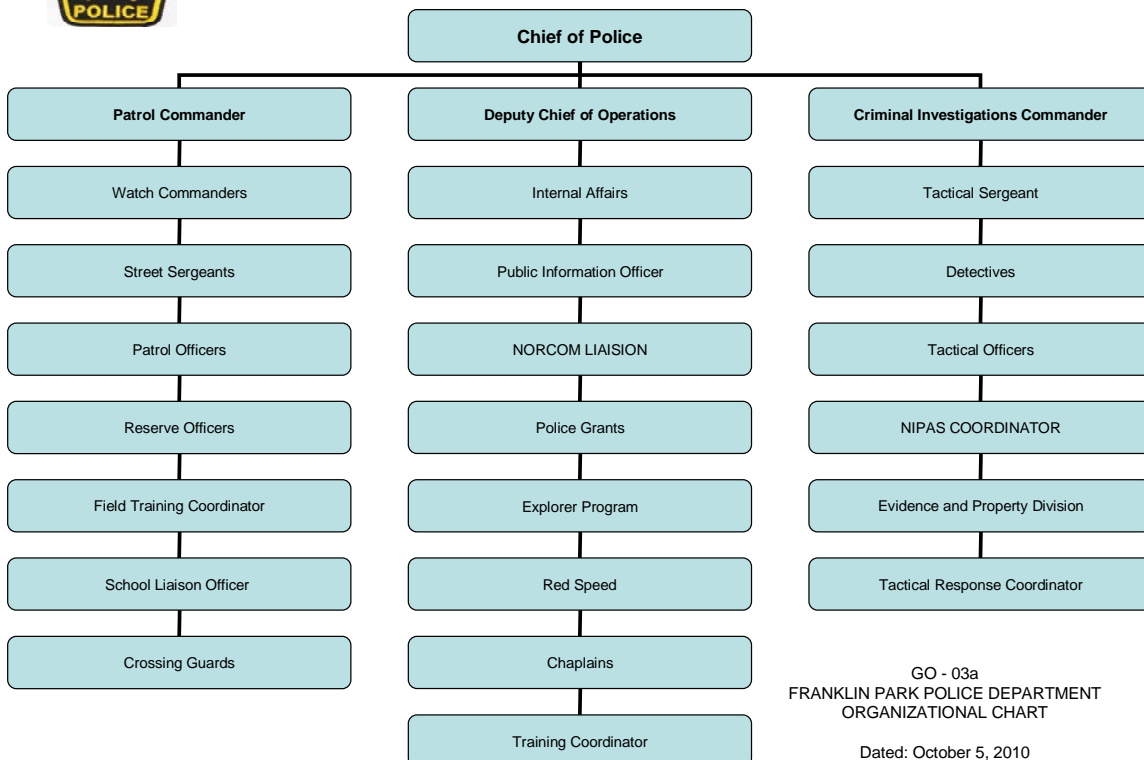 POLICE
Chief of Police
Patrol Commander
Deputy Chief of Operations
Criminal Investigations Commander
Watch Commanders
Internal Affairs
Tactical Sergeant
Street Sergeants
Public Information Officer
Detectives
Patrol Officers
NORCOM LIAISION
Tactical Officers
Reserve Officers
Police Grants
NIPAS COORDINATOR
Field Training Coordinator
Explorer Program
Evidence and Property Division
School Liaison Officer
Red Speed
Tactical Response Coordinator
Crossing Guards
Chaplains
Training Coordinator
GO - 03a
FRANKLIN PARK POLICE DEPARTMENT
ORGANIZATIONAL CHART
Dated: October 5, 2010